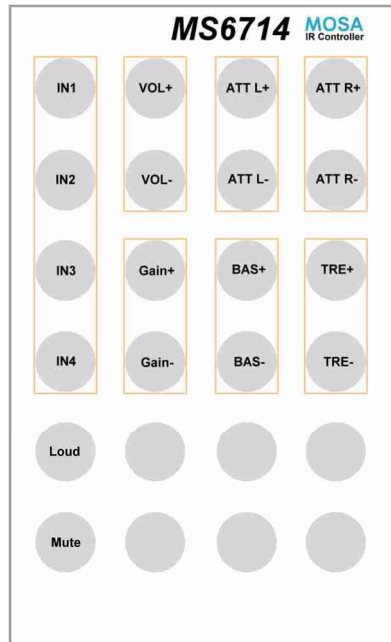 MS6714 MOSA
IR Controller
IN1 VOL+ ATT L+ ATT R+
IN2 VOL- ATT L- ATT R-
IN3 Gain+ BAS+ TRE+
IN4 Gain- BAS- TRE-
Loud
Mute